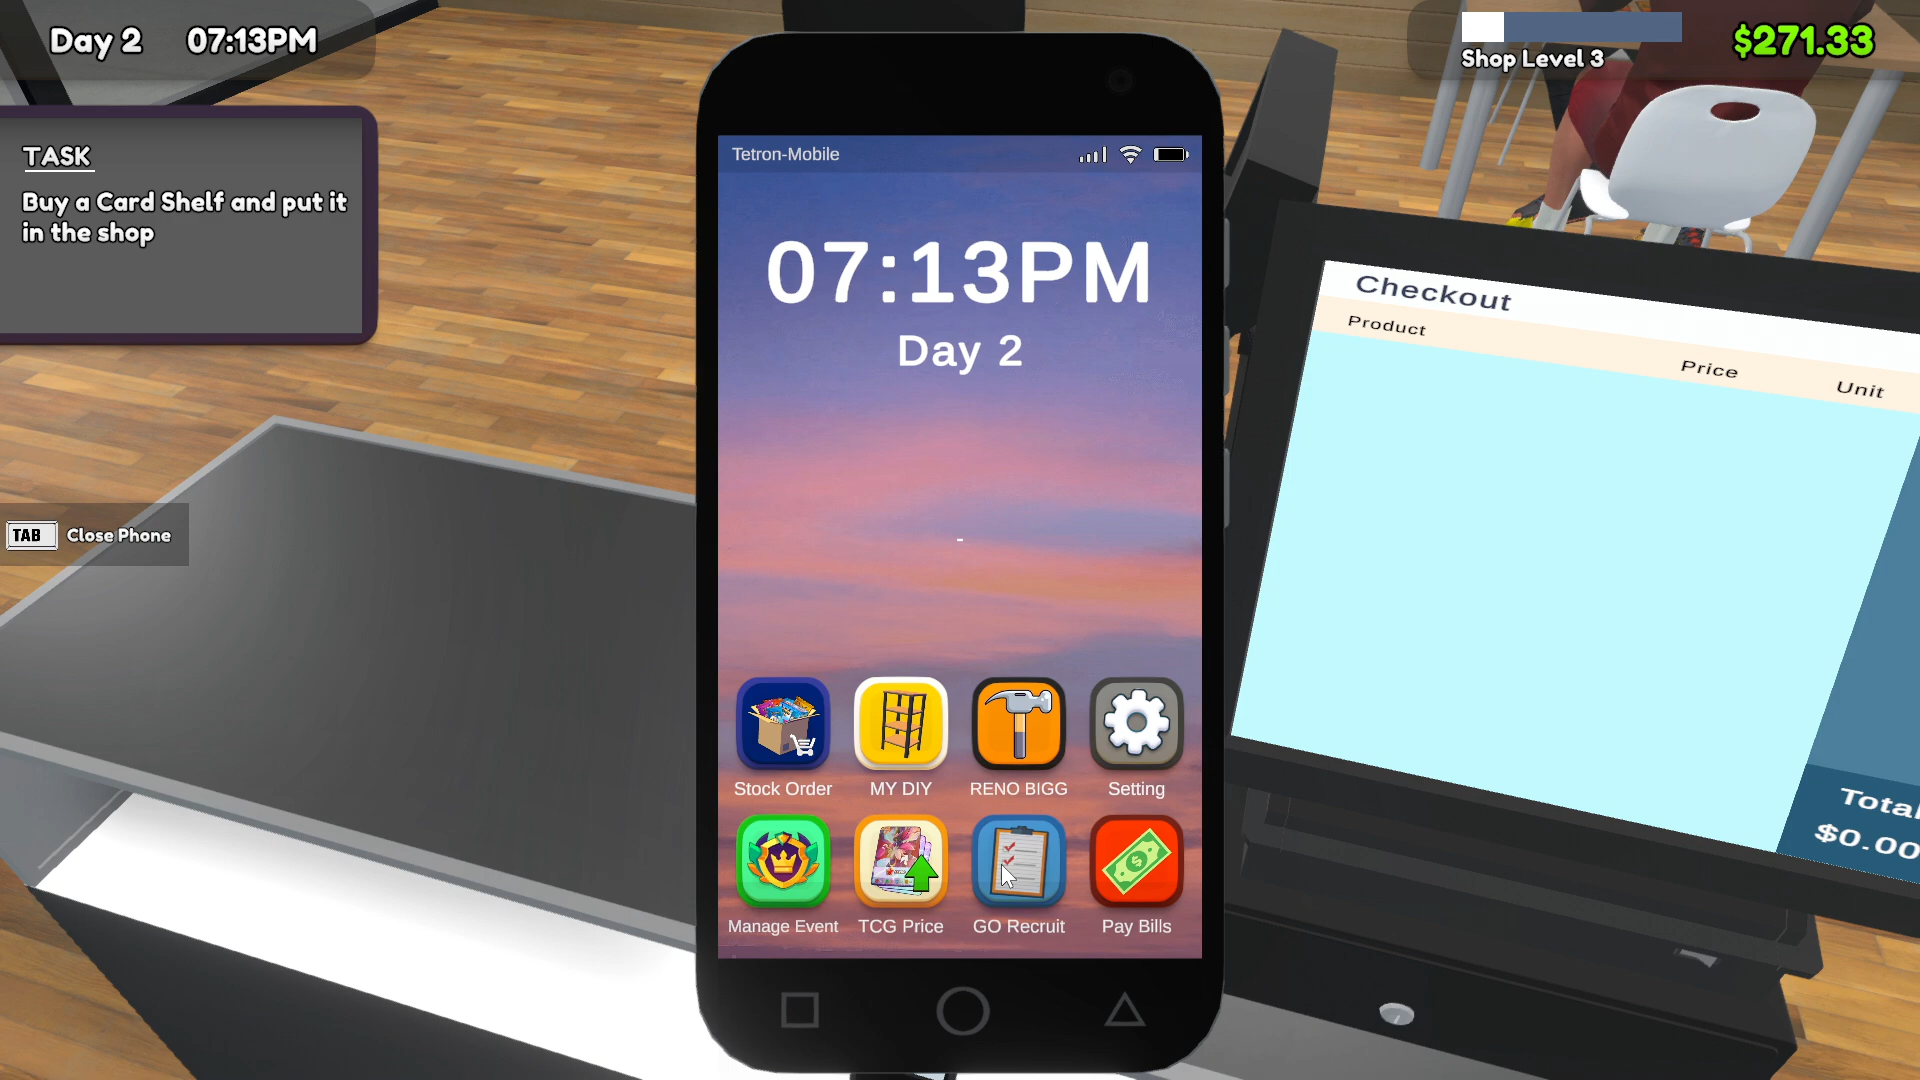 Day 2 07:13PM
Shop Level 3
$271.33
TASK
Buy a Card Shelf and put it
in the shop
TAB Close Phone
Tetron-Mobile
07:13PM
Day 2
Stock Order MY DIY RENO BIGG Setting
Manage Event TCG Price GO Recruit Pay Bills
Checkout
Product Price Unit
Total
$0.00